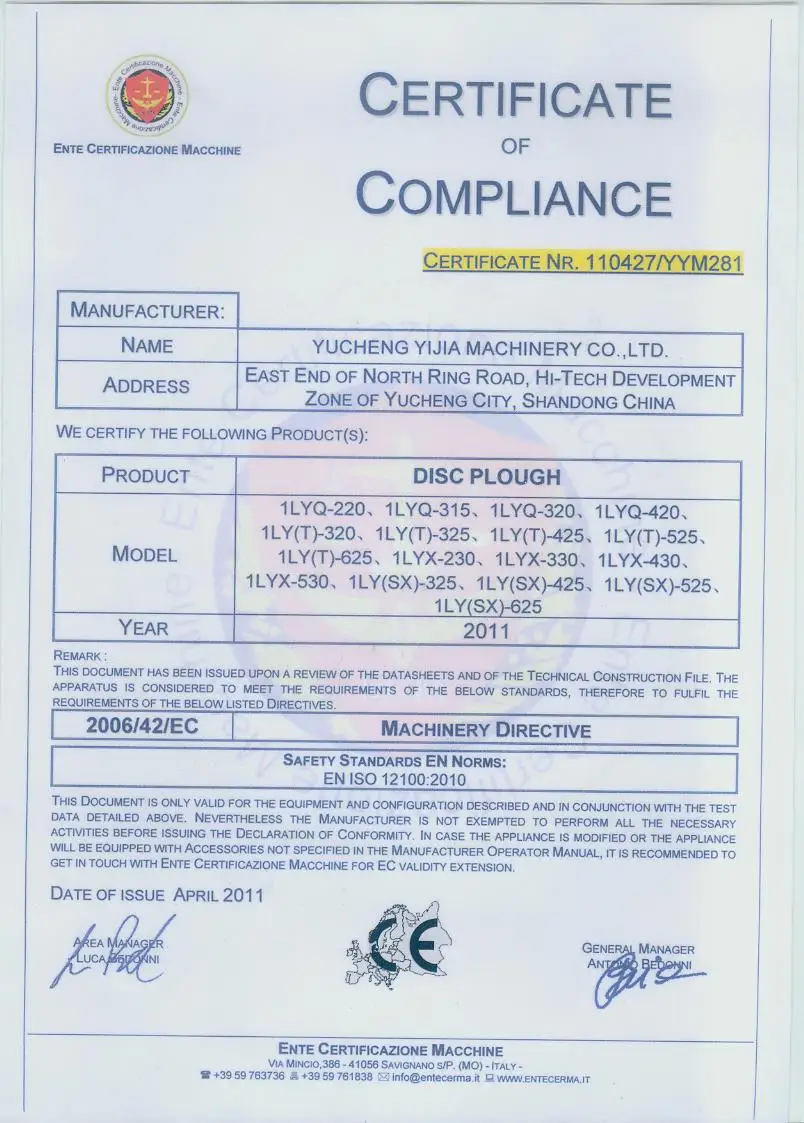 Ente Certificazione Macchine
ENTE CERTIFICAZIONE MACCHINE
CERTIFICATE
OF
COMPLIANCE
CERTIFICATE NR. 110427/YYM281
MANUFACTURER:
NAME
YUCHENG YIJIA MACHINERY CO.,LTD.
ADDRESS
EAST END OF NORTH RING ROAD, HI-TECH DEVELOPMENT
ZONE OF YUCHENG CITY, SHANDONG CHINA
WE CERTIFY THE FOLLOWING PRODUCT(S):
PRODUCT
DISC PLOUGH
MODEL
1LYQ-220、1LYQ-315、1LYQ-320、1LYQ-420、
1LY(T)-320、1LY(T)-325、1LY(T)-425、1LY(T)-525、
1LY(T)-625、1LYX-230、1LYX-330、1LYX-430、
1LYX-530、1LY(SX)-325、1LY(SX)-425、1LY(SX)-525、
1LY(SX)-625
YEAR
2011
REMARK :
THIS DOCUMENT HAS BEEN ISSUED UPON A REVIEW OF THE DATASHEETS AND OF THE TECHNICAL CONSTRUCTION FILE. THE
APPARATUS IS CONSIDERED TO MEET THE REQUIREMENTS OF THE BELOW STANDARDS, THEREFORE TO FULFIL THE
REQUIREMENTS OF THE BELOW LISTED DIRECTIVES.
2006/42/EC
MACHINERY DIRECTIVE
SAFETY STANDARDS EN NORMS:
EN ISO 12100:2010
THIS DOCUMENT IS ONLY VALID FOR THE EQUIPMENT AND CONFIGURATION DESCRIBED AND IN CONJUNCTION WITH THE TEST
DATA DETAILED ABOVE. NEVERTHELESS THE MANUFACTURER IS NOT EXEMPTED TO PERFORM ALL THE NECESSARY
ACTIVITIES BEFORE ISSUING THE DECLARATION OF CONFORMITY. IN CASE THE APPLIANCE IS MODIFIED OR THE APPLIANCE
WILL BE EQUIPPED WITH ACCESSORIES NOT SPECIFIED IN THE MANUFACTURER OPERATOR MANUAL, IT IS RECOMMENDED TO
GET IN TOUCH WITH ENTE CERTIFICAZIONE MACCHINE FOR EC VALIDITY EXTENSION.
DATE OF ISSUE APRIL 2011
AREA MANAGER
LUCA BEDONNI
CE
GENERAL MANAGER
ANTONIO BEDONNI
ENTE CERTIFICAZIONE MACCHINE
VIA MINCIO,386 - 41056 SAVIGNANO S/P. (MO) - ITALY -
☎ +39 59 763736 +39 59 761838 ✉ info@entecerma.it WWW.ENTECERMA.IT